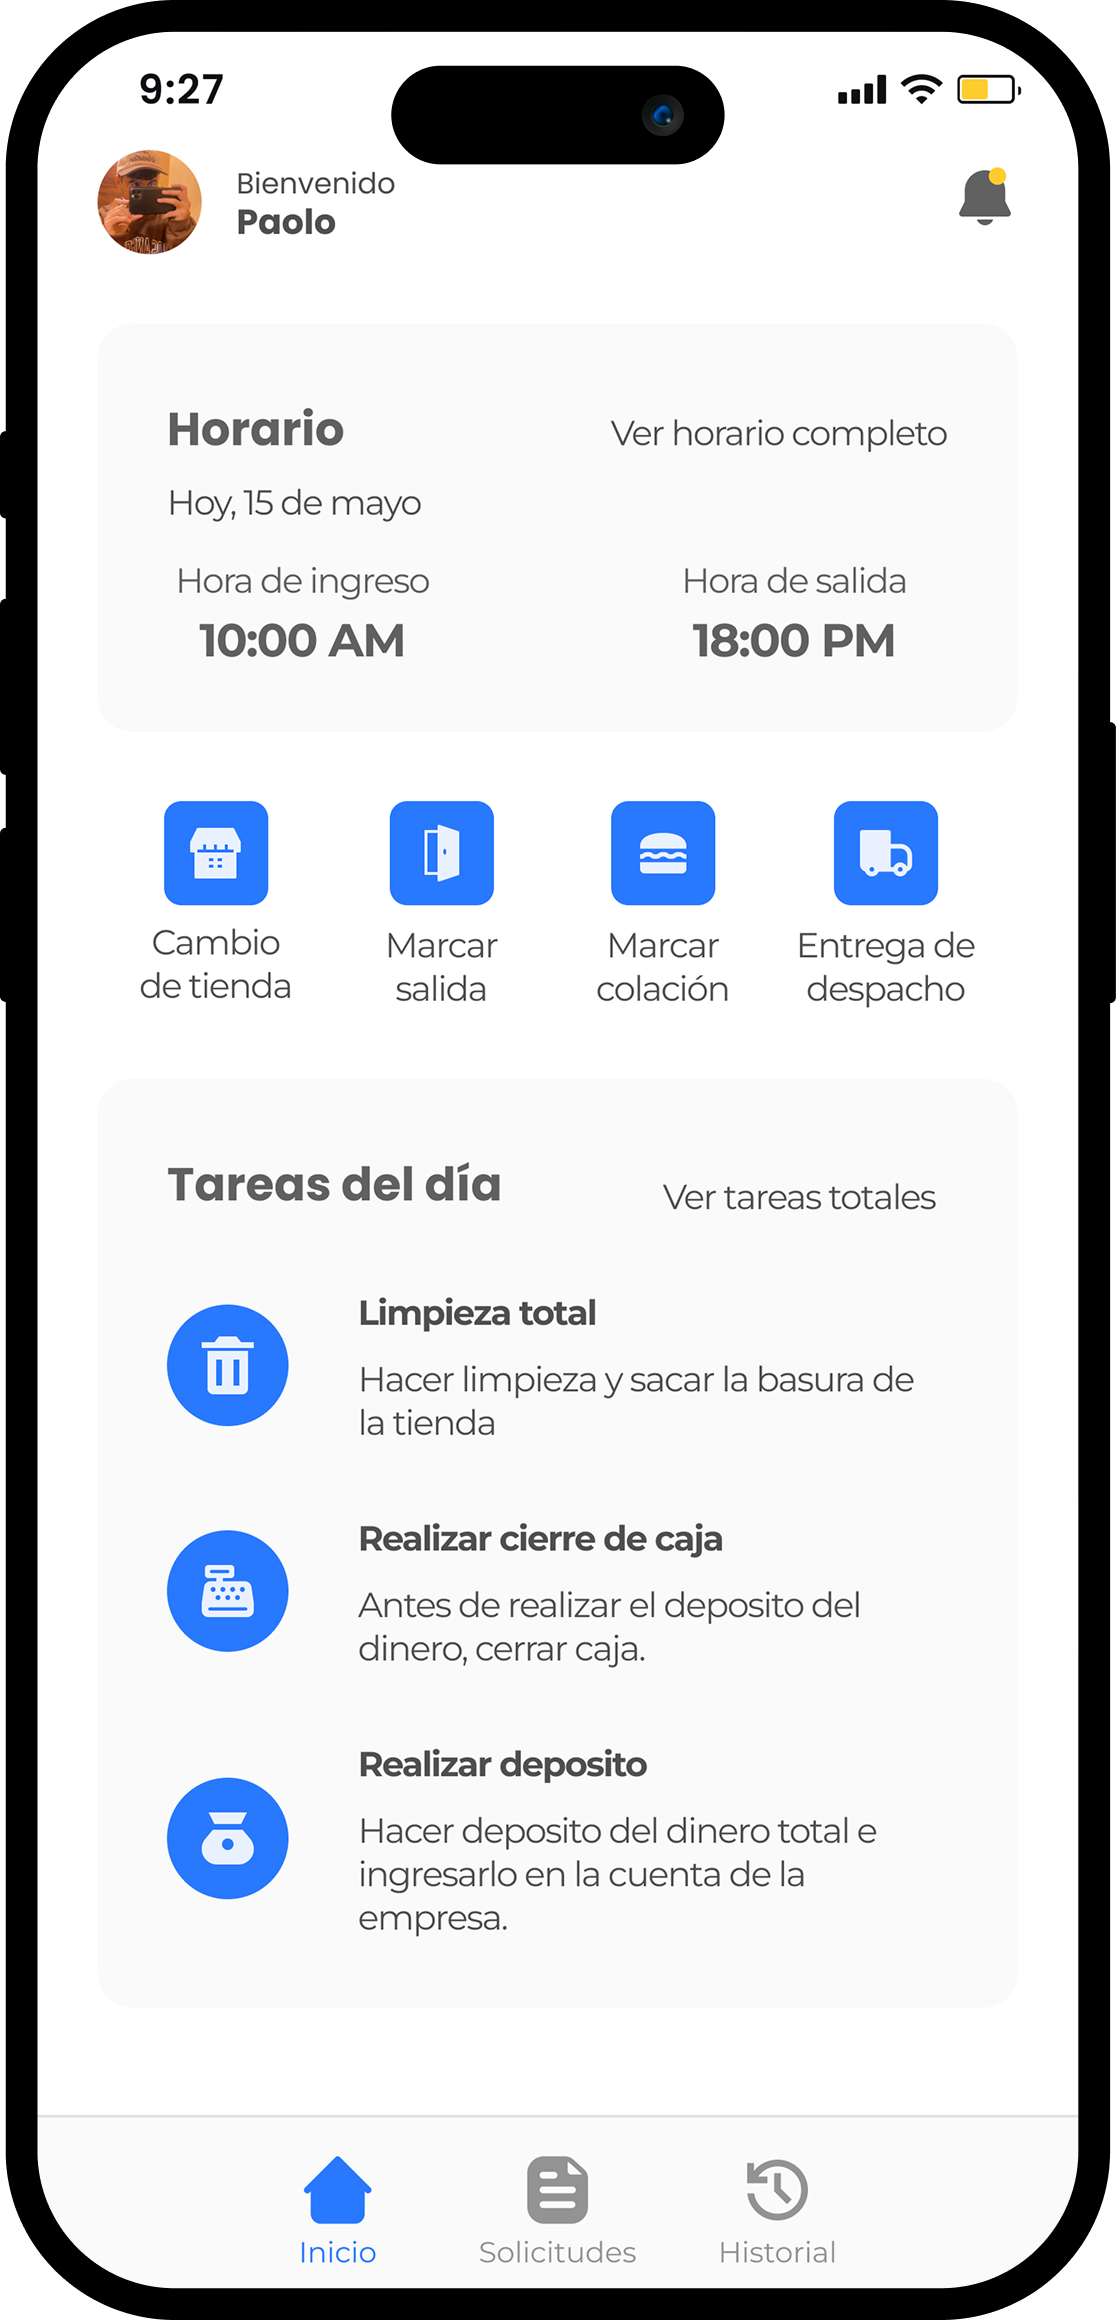 9:27
Bienvenido
Paolo
Horario
Ver horario completo
Hoy, 15 de mayo
Hora de ingreso
Hora de salida
10:00 AM
18:00 PM
Cambio
de tienda
Marcar
salida
Marcar
colación
Entrega de
despacho
Tareas del día
Ver tareas totales
Limpieza total
Hacer limpieza y sacar la basura de
la tienda
Realizar cierre de caja
Antes de realizar el deposito del
dinero, cerrar caja.
Realizar deposito
Hacer deposito del dinero total e
ingresarlo en la cuenta de la
empresa.
Inicio
Solicitudes
Historial